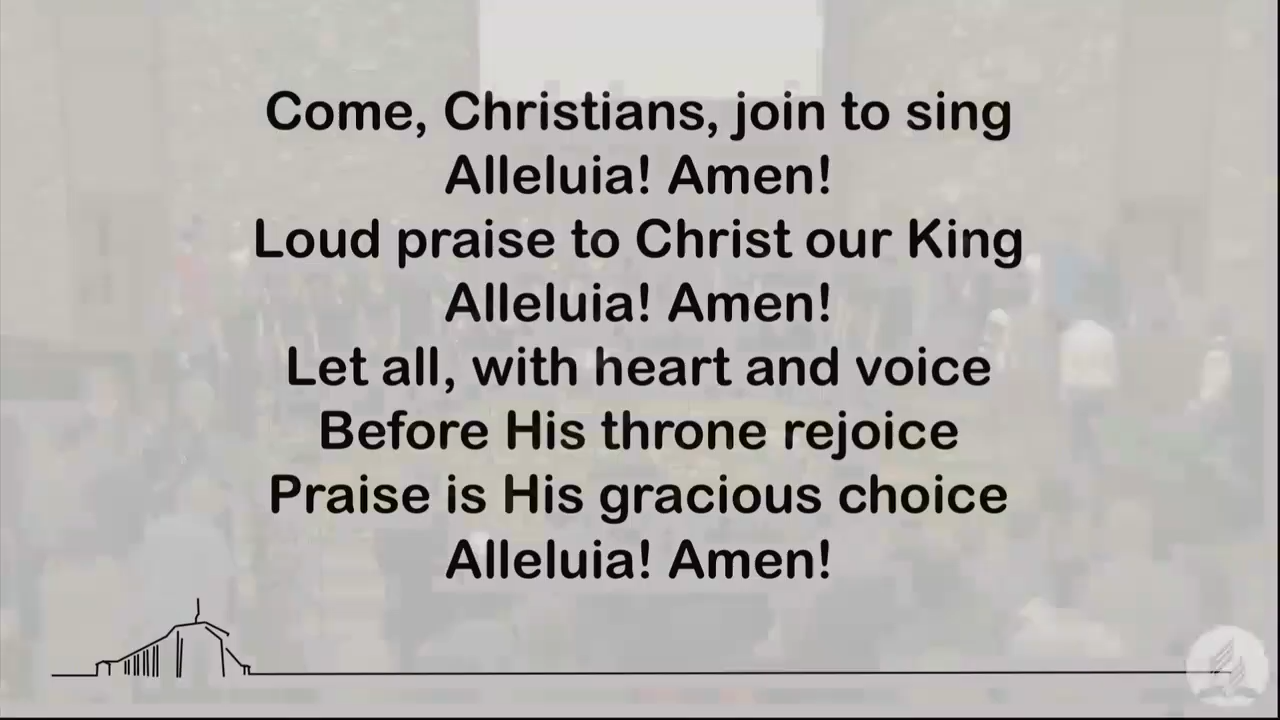 Come, Christians, join to sing
Alleluia! Amen!
Loud praise to Christ our King
Alleluia! Amen!
Let all, with heart and voice
Before His throne rejoice
Praise is His gracious choice
Alleluia! Amen!